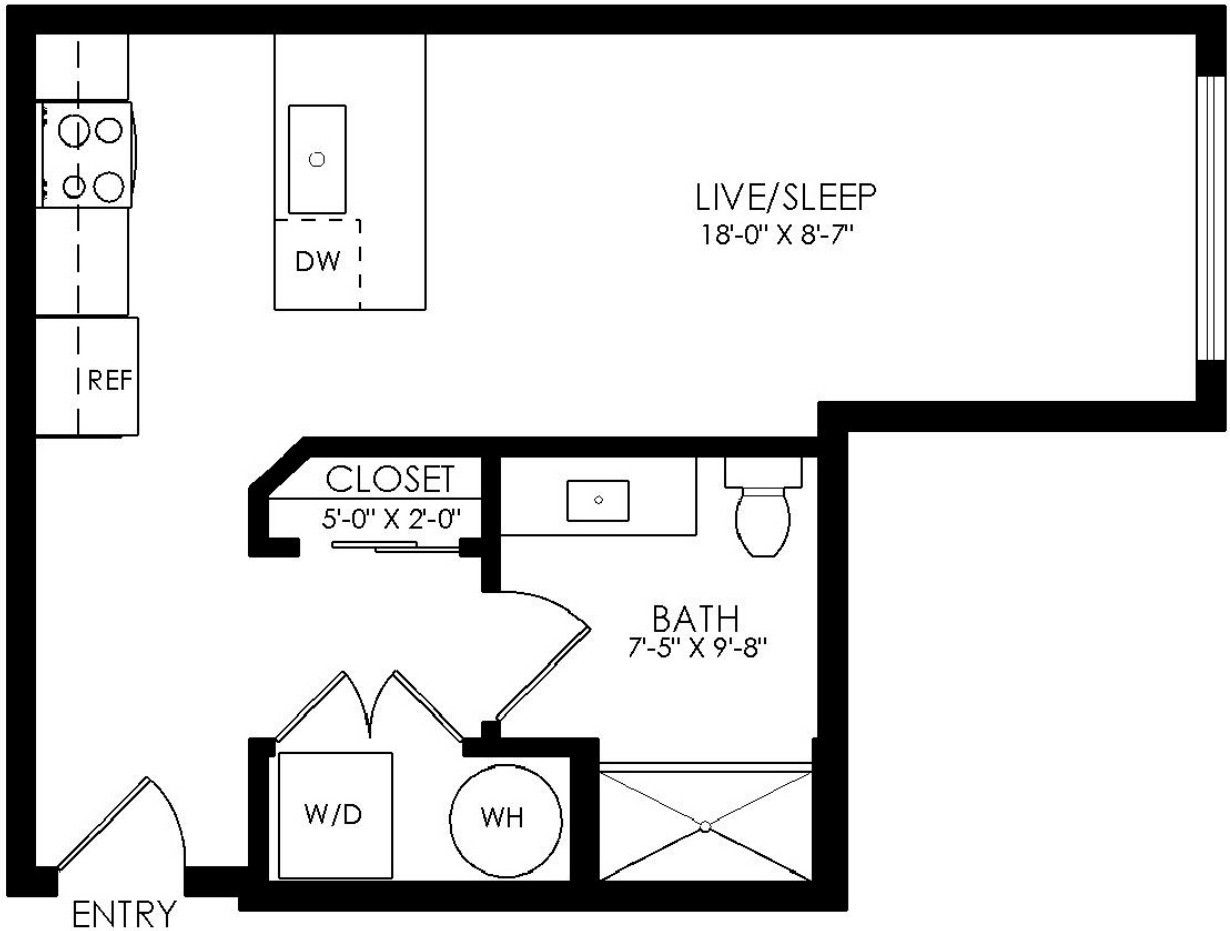 LIVE/SLEEP
18'-0" X 8'-7"
DW
REF
CLOSET
5'-0" X 2'-0"
BATH
7'-5" X 9'-8"
W/D
WH
ENTRY